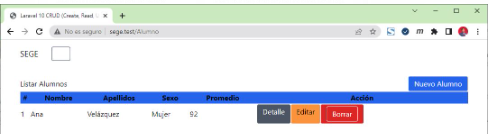 Laravel 10 CRUD (Create, Read, U
No es seguro | sege.test/Alumno
SEGE
Listar Alumnos
Nuevo Alumno
# Nombre Apellidos Sexo Promedio Acción
1 Ana Velázquez Mujer 92 Detalle Editar Borrar